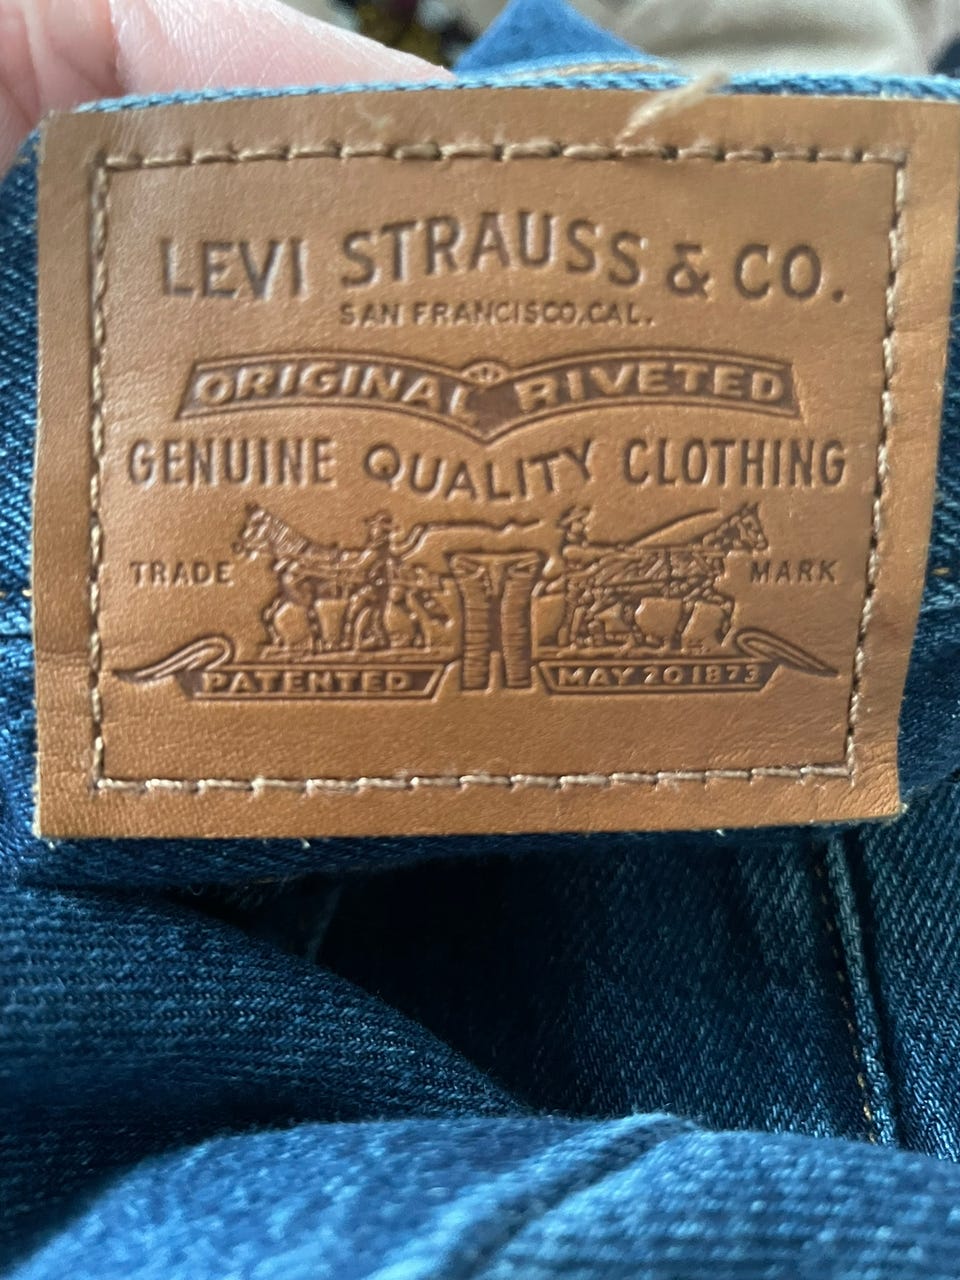 LEVI STRAUSS & CO.
SAN FRANCISCO,CAL.
ORIGINAL RIVETED
GENUINE QUALITY CLOTHING
TRADE MARK
PATENTED MAY 20 1873